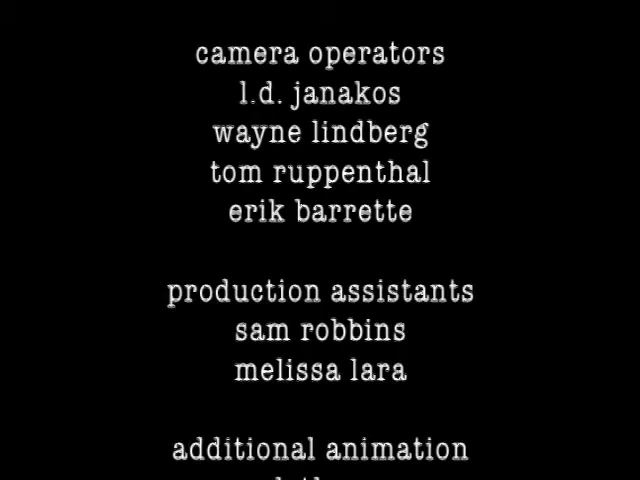 camera operators
l.d. janakos
wayne lindberg
tom ruppenthal
erik barrette
production assistants
sam robbins
melissa lara
additional animation